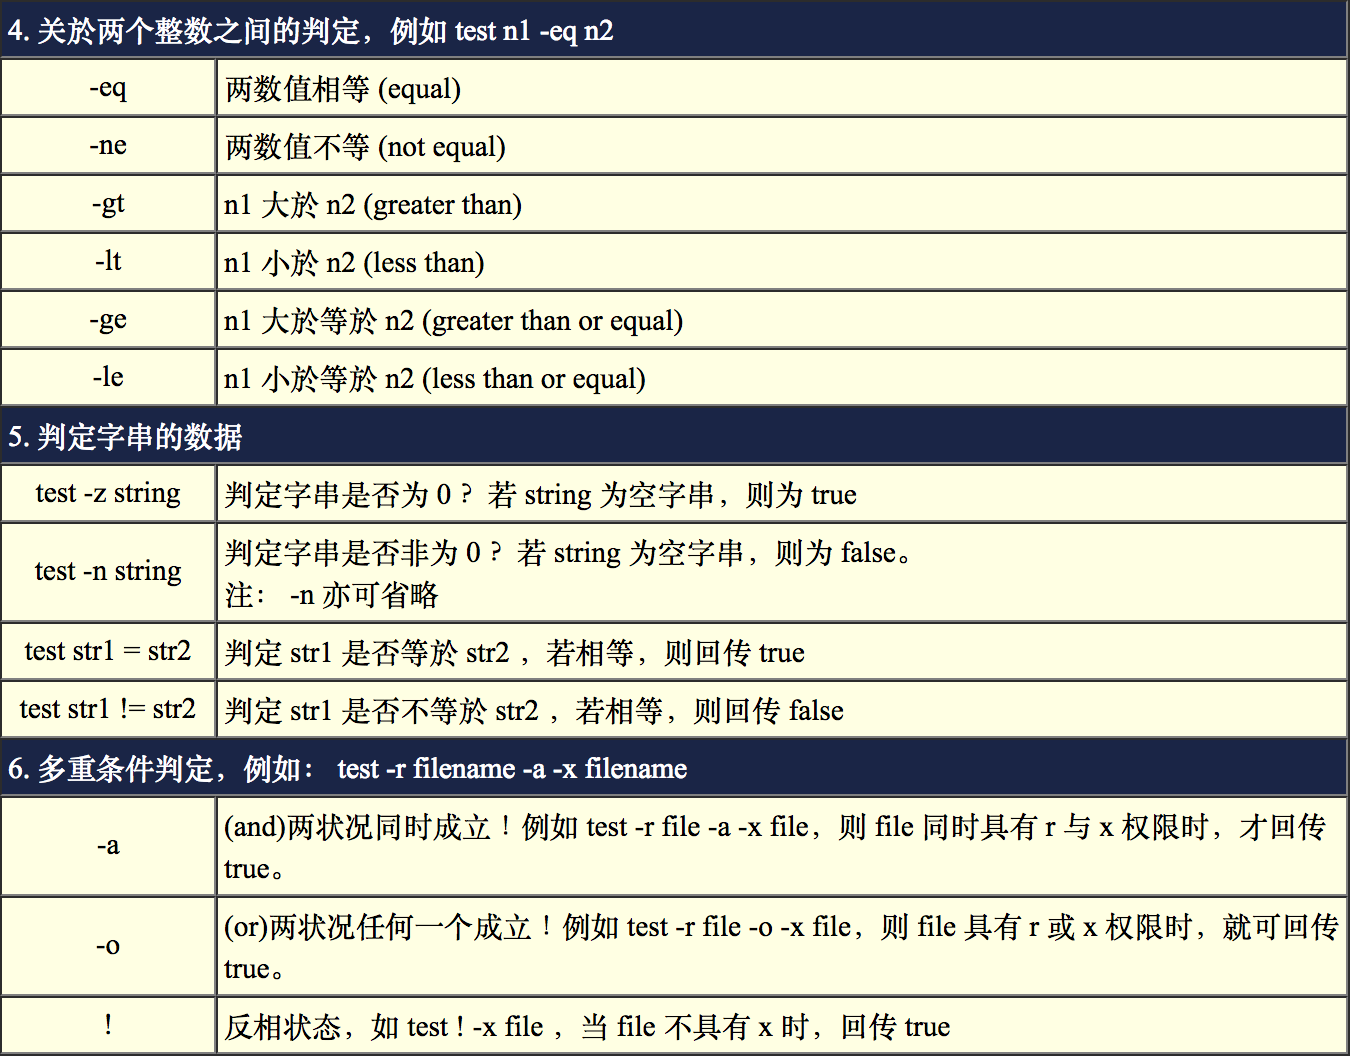 4. 关於两个整数之间的判定，例如 test n1 -eq n2
-eq
两数值相等 (equal)
-ne
两数值不等 (not equal)
-gt
n1 大於 n2 (greater than)
-lt
n1 小於 n2 (less than)
-ge
n1 大於等於 n2 (greater than or equal)
-le
n1 小於等於 n2 (less than or equal)
5. 判定字串的数据
test -z string
判定字串是否为 0 ？若 string 为空字串，则为 true
test -n string
判定字串是否非为 0 ？若 string 为空字串，则为 false。
注： -n 亦可省略
test str1 = str2
判定 str1 是否等於 str2 ，若相等，则回传 true
test str1 != str2
判定 str1 是否不等於 str2 ，若相等，则回传 false
6. 多重条件判定，例如： test -r filename -a -x filename
-a
(and)两状况同时成立！例如 test -r file -a -x file，则 file 同时具有 r 与 x 权限时，才回传
true。
-o
(or)两状况任何一个成立！例如 test -r file -o -x file，则 file 具有 r 或 x 权限时，就可回传
true。
!
反相状态，如 test ! -x file ，当 file 不具有 x 时，回传 true